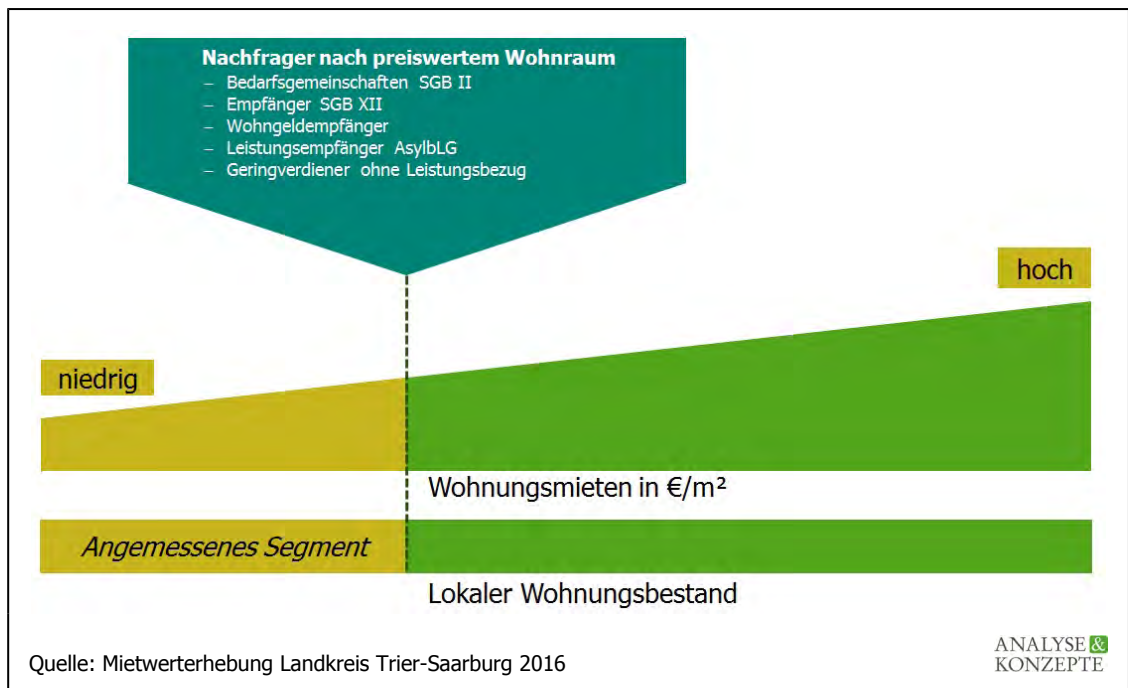 Nachfrager nach preiswertem Wohnraum
– Bedarfsgemeinschaften SGB II
– Empfänger SGB XII
– Wohngeldempfänger
– Leistungsempfänger AsylbLG
– Geringverdiener ohne Leistungsbezug
hoch
niedrig
Wohnungsmieten in €/m²
Angemessenes Segment
Lokaler Wohnungsbestand
Quelle: Mietwerterhebung Landkreis Trier-Saarburg 2016
ANALYSE &
KONZEPTE